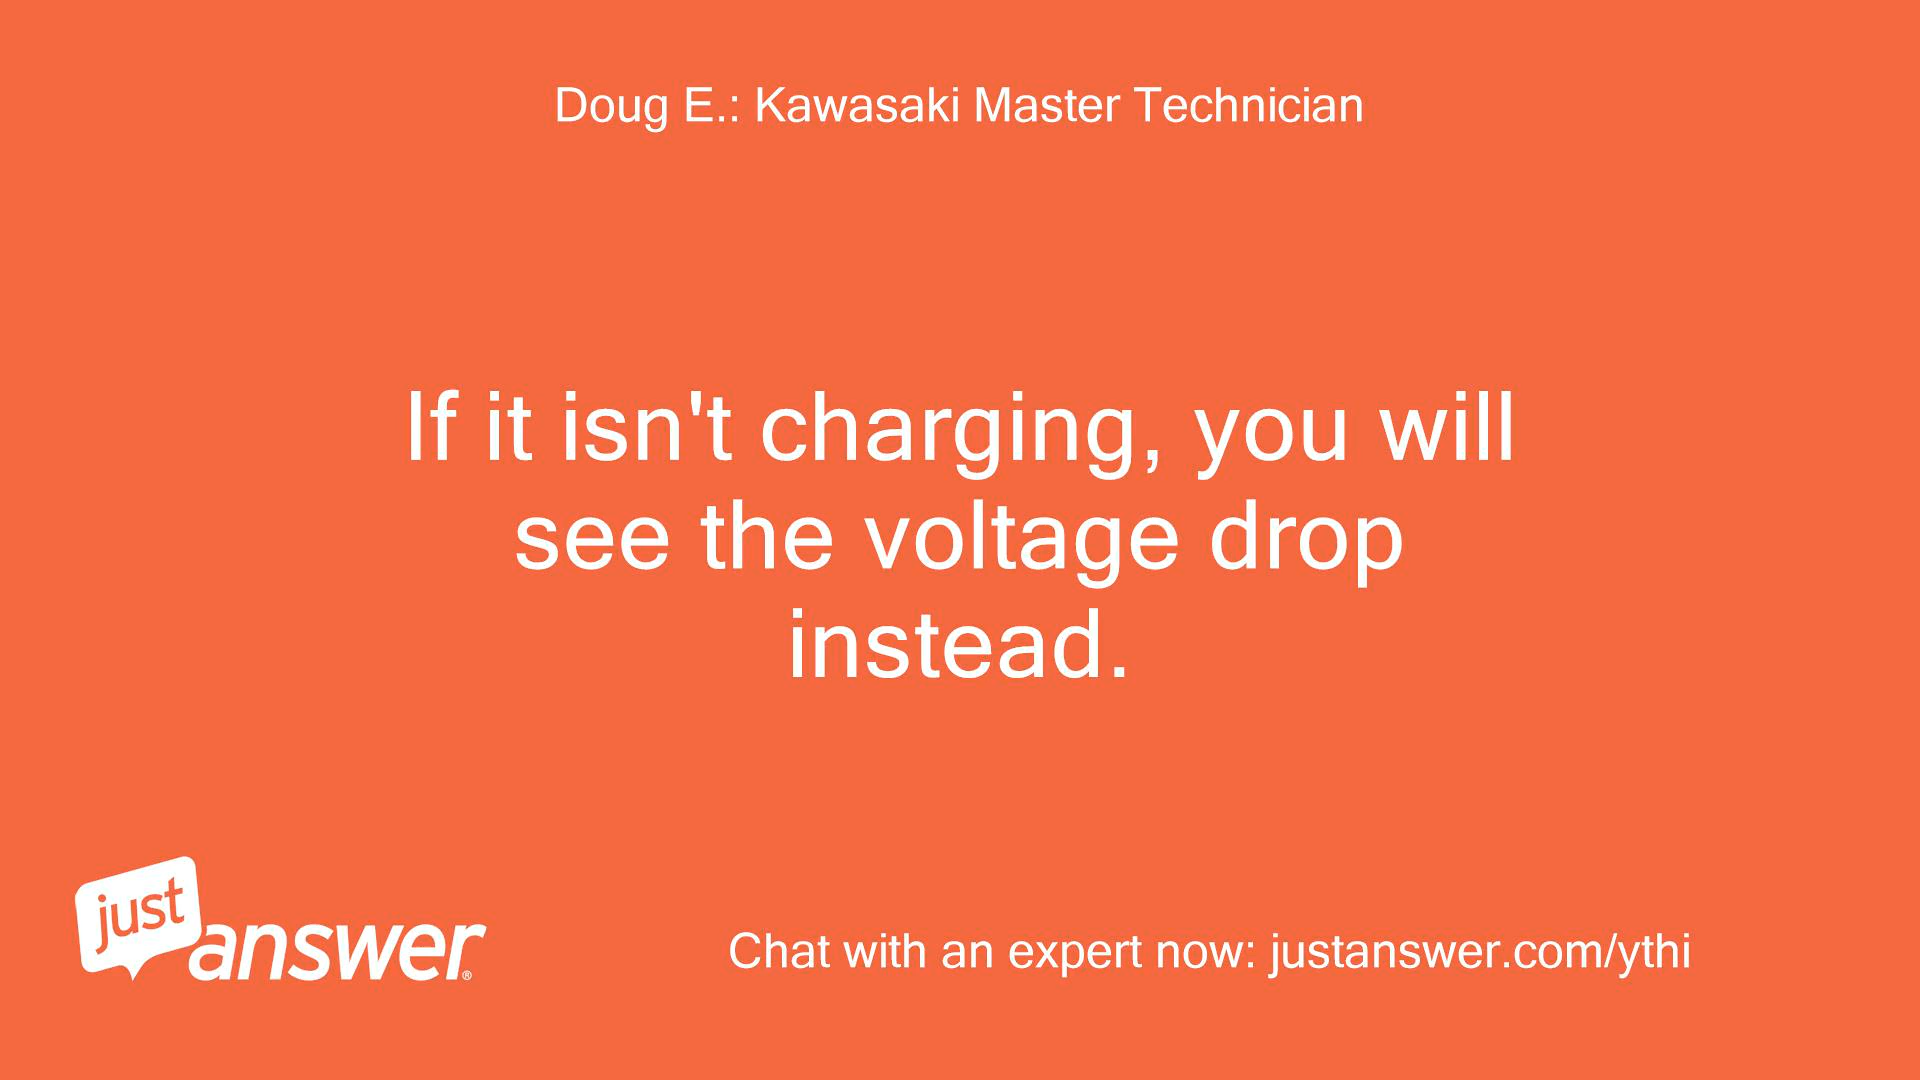 Doug E.: Kawasaki Master Technician
If it isn't charging, you will
see the voltage drop
instead.
just
answer®
Chat with an expert now: justanswer.com/ythi